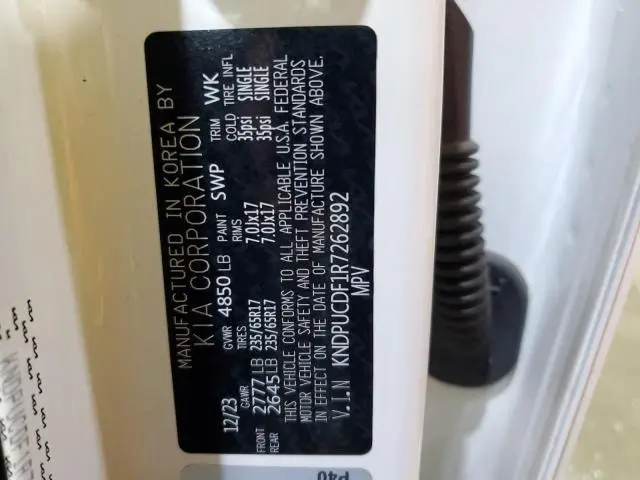 MANUFACTURED IN KOREA BY
KIA CORPORATION
12/23 GVWR 4850 LB PAINT SWP TRIM WK
GAWR TIRES RIMS COLD TIRE INFL
FRONT 2777 LB 235/65R17 7.0Jx17 35psi SINGLE
REAR 2645 LB 235/65R17 7.0Jx17 35psi SINGLE
THIS VEHICLE CONFORMS TO ALL APPLICABLE U.S.A. FEDERAL
MOTOR VEHICLE SAFETY AND THEFT PREVENTION STANDARDS
IN EFFECT ON THE DATE OF MANUFACTURE SHOWN ABOVE.
V.I.N KNDPUCDF1R7262892
MPV
P40